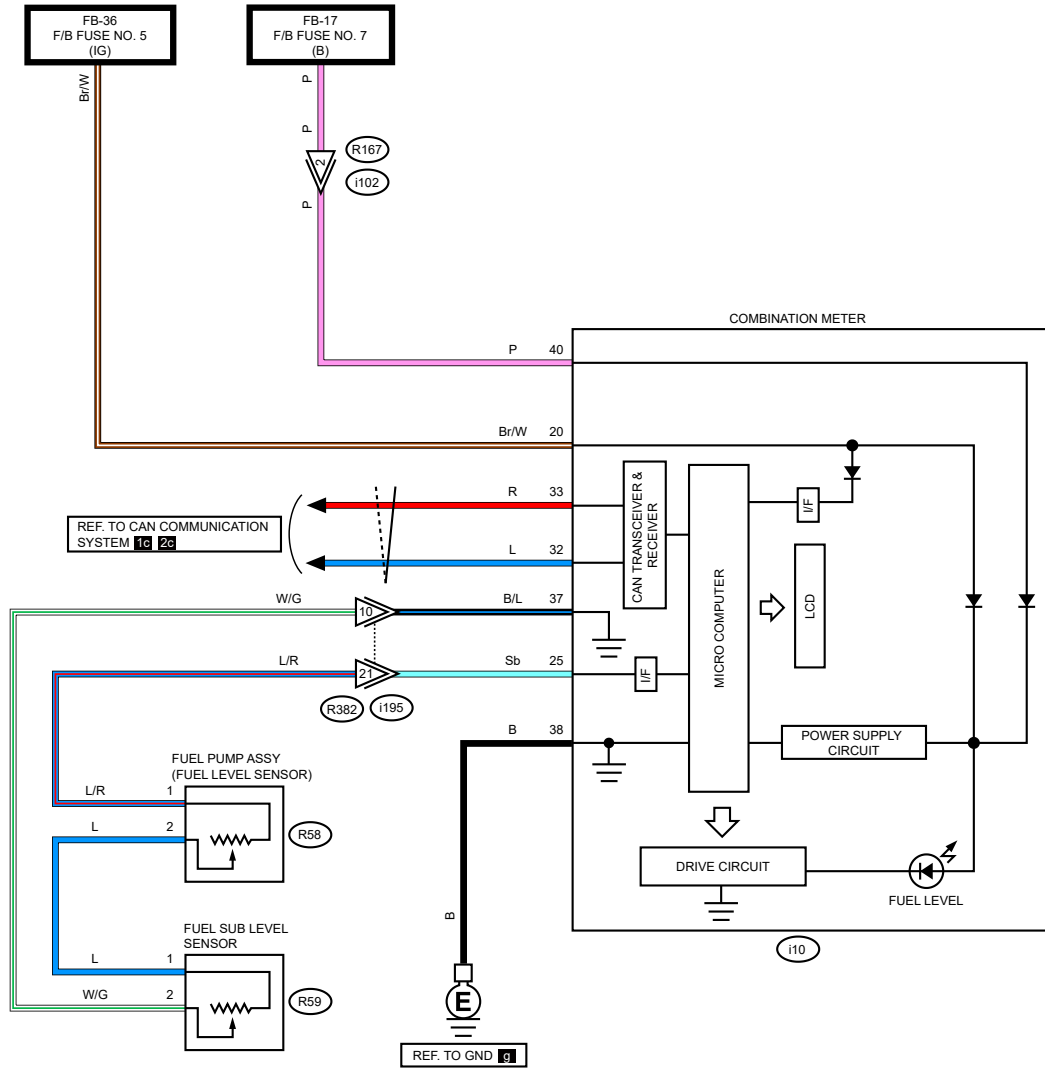 FB-36
F/B FUSE NO. 5
(IG)
FB-17
F/B FUSE NO. 7
(B)
Br/W
P
P
2
R167
i102
P
COMBINATION METER
P 40
Br/W 20
R 33
REF. TO CAN COMMUNICATION
SYSTEM 1c 2c
L 32
CAN TRANSCEIVER &
RECEIVER
MICRO COMPUTER
I/F
LCD
W/G
10
B/L 37
L/R
21
Sb 25
I/F
R382
i195
B 38
POWER SUPPLY
CIRCUIT
FUEL PUMP ASSY
(FUEL LEVEL SENSOR)
L/R 1
L 2
R58
DRIVE CIRCUIT
FUEL LEVEL
B
i10
FUEL SUB LEVEL
SENSOR
L 1
W/G 2
R59
E
REF. TO GND g